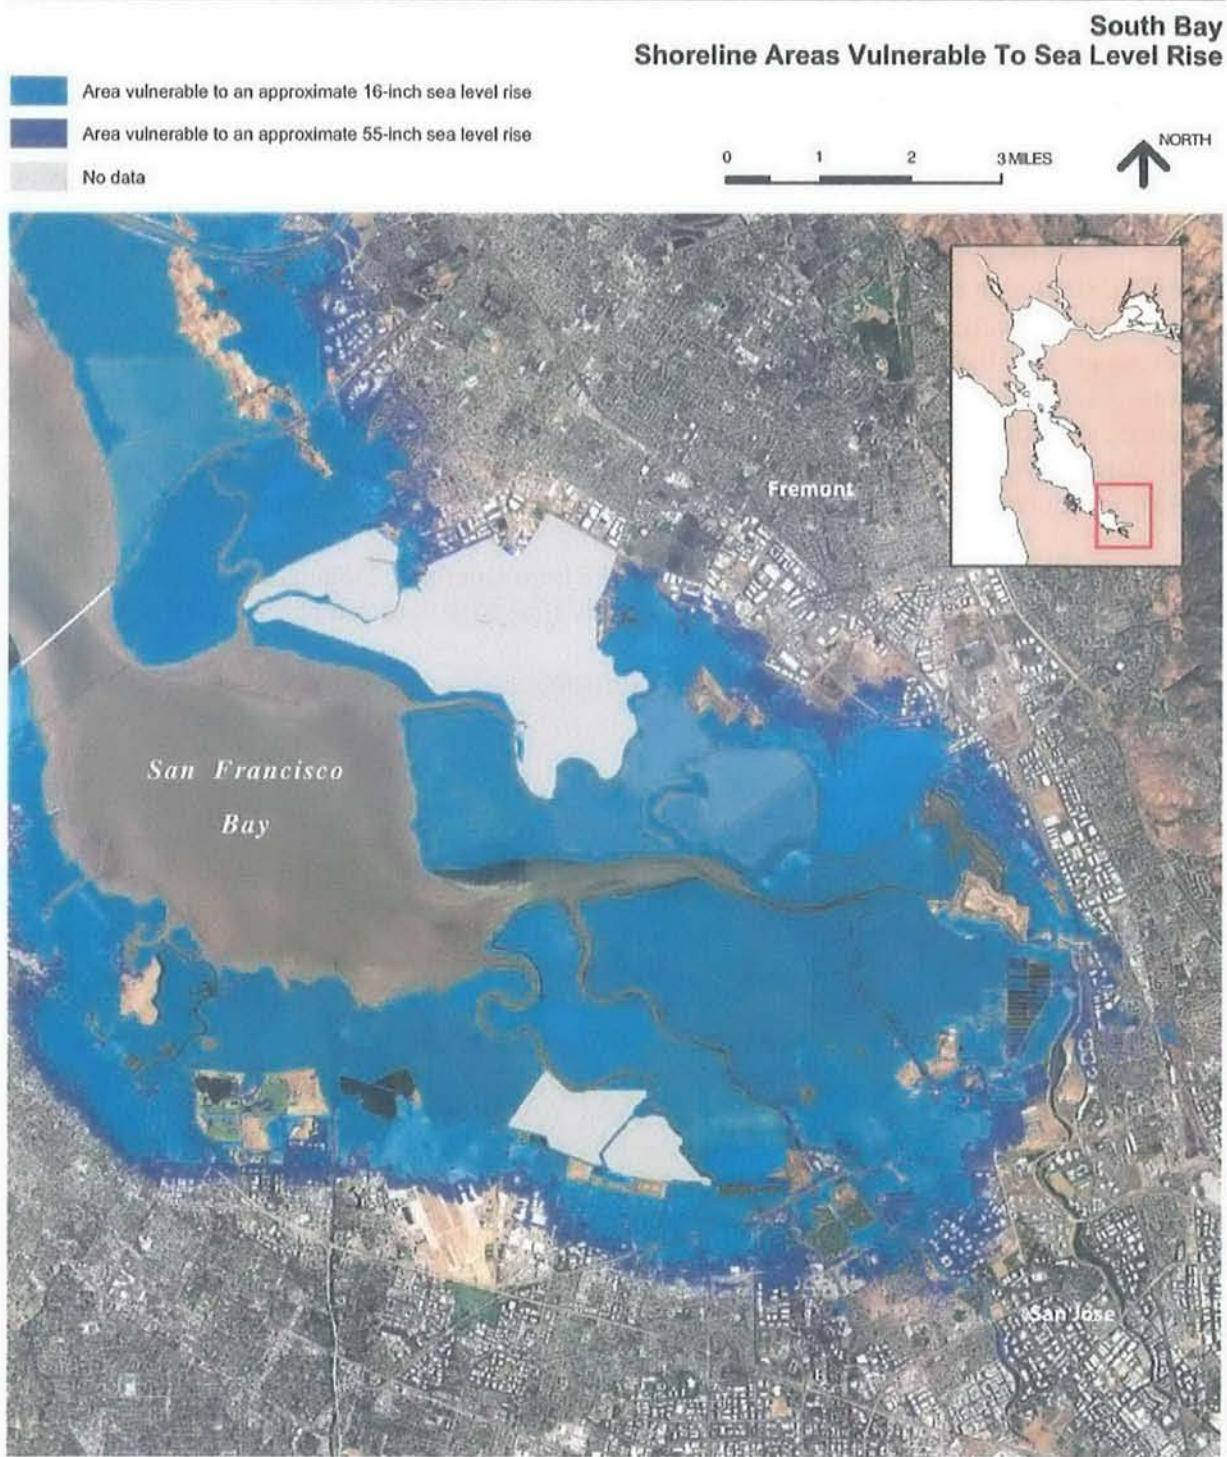 South Bay
Shoreline Areas Vulnerable To Sea Level Rise
Area vulnerable to an approximate 16-inch sea level rise
Area vulnerable to an approximate 55-inch sea level rise
No data
0 1 2 3 MILES
NORTH
Fremont
San Francisco
Bay
San Jose